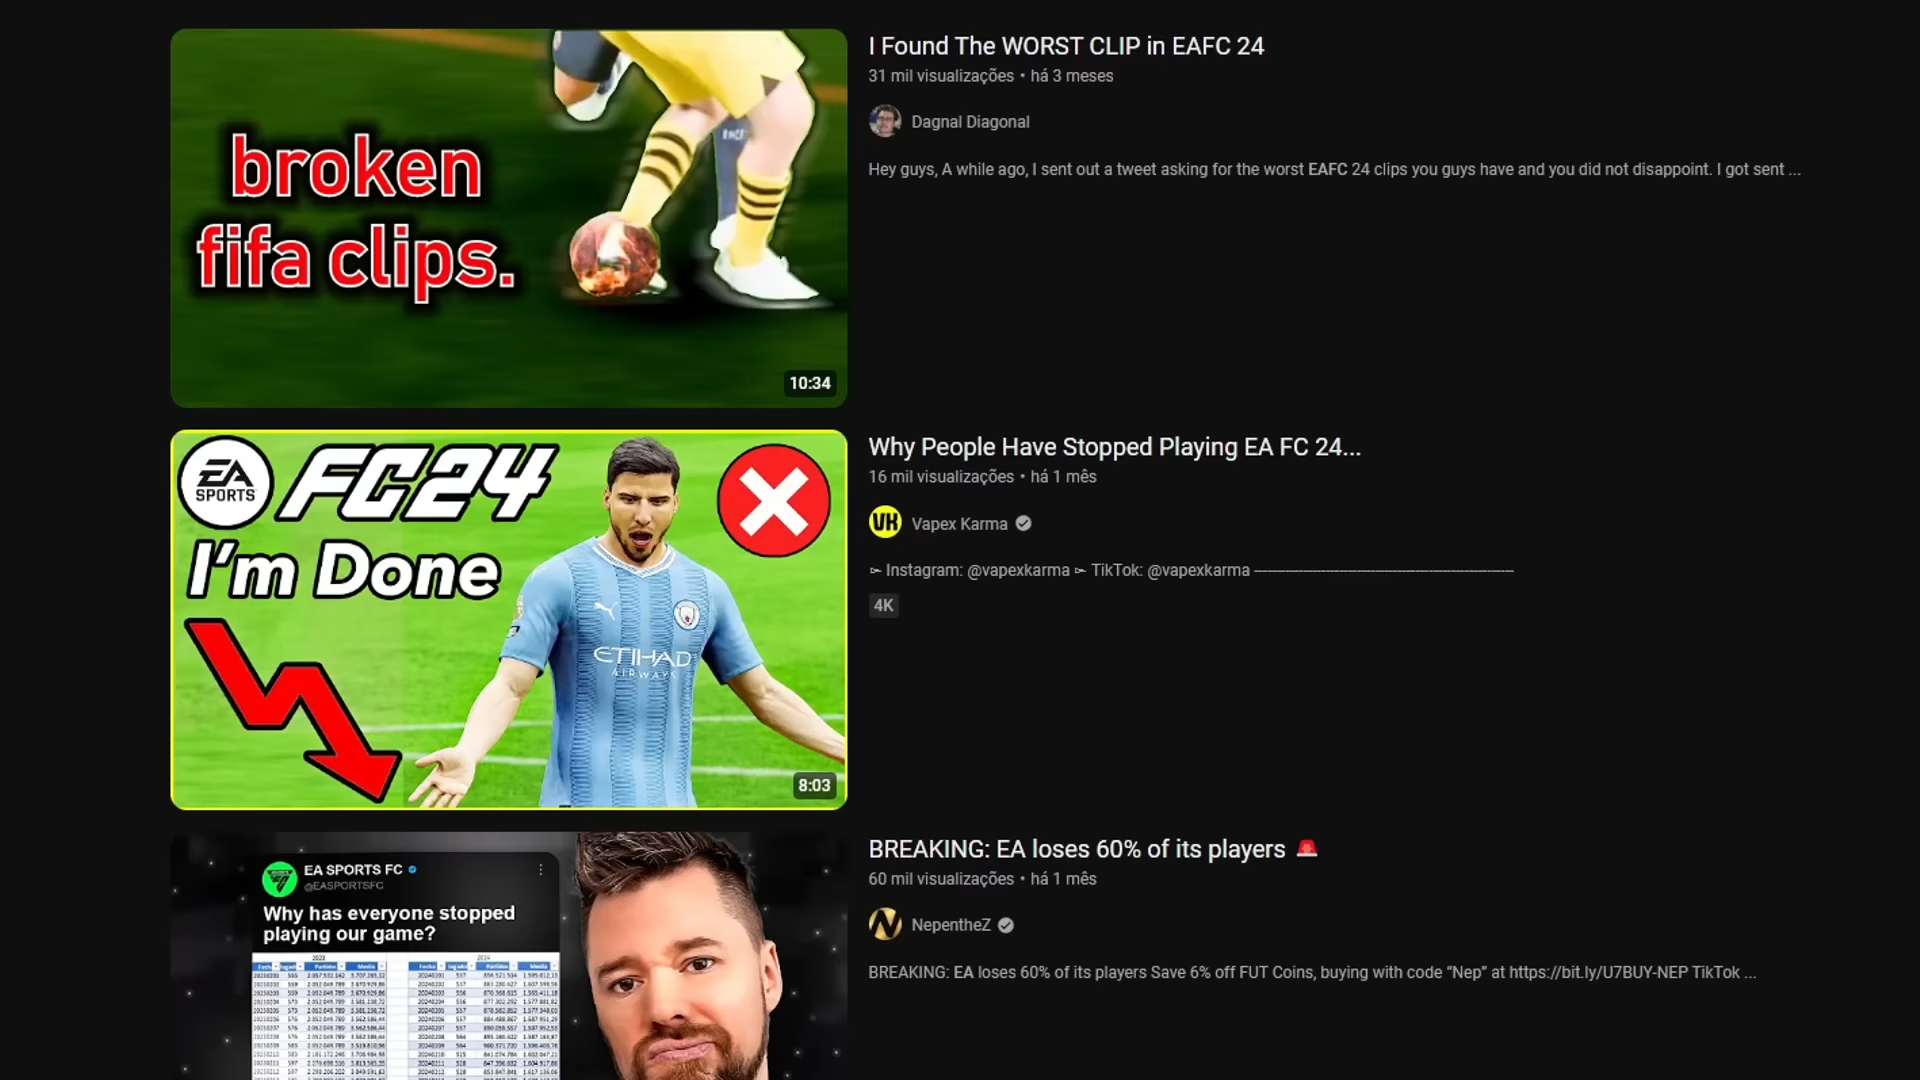 broken
fifa clips.
10:34
I Found The WORST CLIP in EAFC 24
31 mil visualizações • há 3 meses
Dagnal Diagonal
Hey guys, A while ago, I sent out a tweet asking for the worst EAFC 24 clips you guys have and you did not disappoint. I got sent ...
EA
SPORTS
FC24
I'm Done
ETIHAD
AIRWAYS
8:03
Why People Have Stopped Playing EA FC 24...
16 mil visualizações • há 1 mês
VK
Vapex Karma
Instagram: @vapexkarma TikTok: @vapexkarma
4K
EA SPORTS FC
@EASPORTSFC
Why has everyone stopped
playing our game?
BREAKING: EA loses 60% of its players
60 mil visualizações • há 1 mês
N
NepentheZ
BREAKING: EA loses 60% of its players Save 6% off FUT Coins, buying with code “Nep” at https://bit.ly/U7BUY-NEP TikTok ...